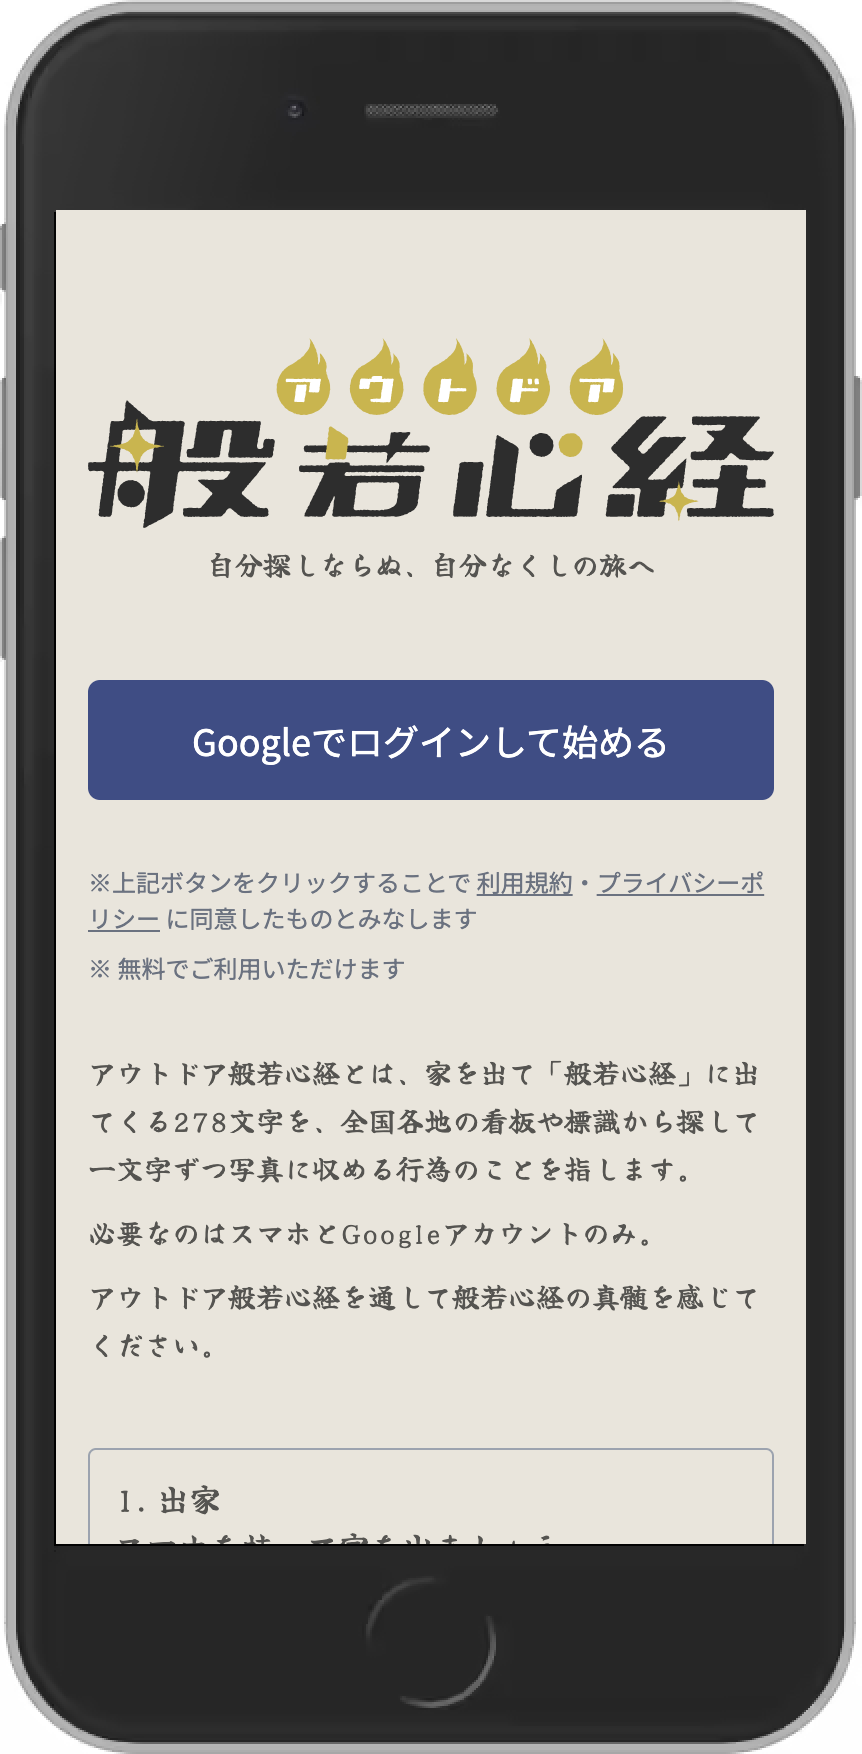 アウトドア
般若心経
自分探しならぬ、自分なくしの旅へ
Googleでログインして始める
※上記ボタンをクリックすることで 利用規約・プライバシーポ
リシー に同意したものとみなします
※ 無料でご利用いただけます
アウトドア般若心経とは、家を出て「般若心経」に出
てくる278文字を、全国各地の看板や標識から探して
一文字ずつ写真に収める行為のことを指します。
必要なのはスマホとGoogleアカウントのみ。
アウトドア般若心経を通して般若心経の真髄を感じて
ください。
1. 出家